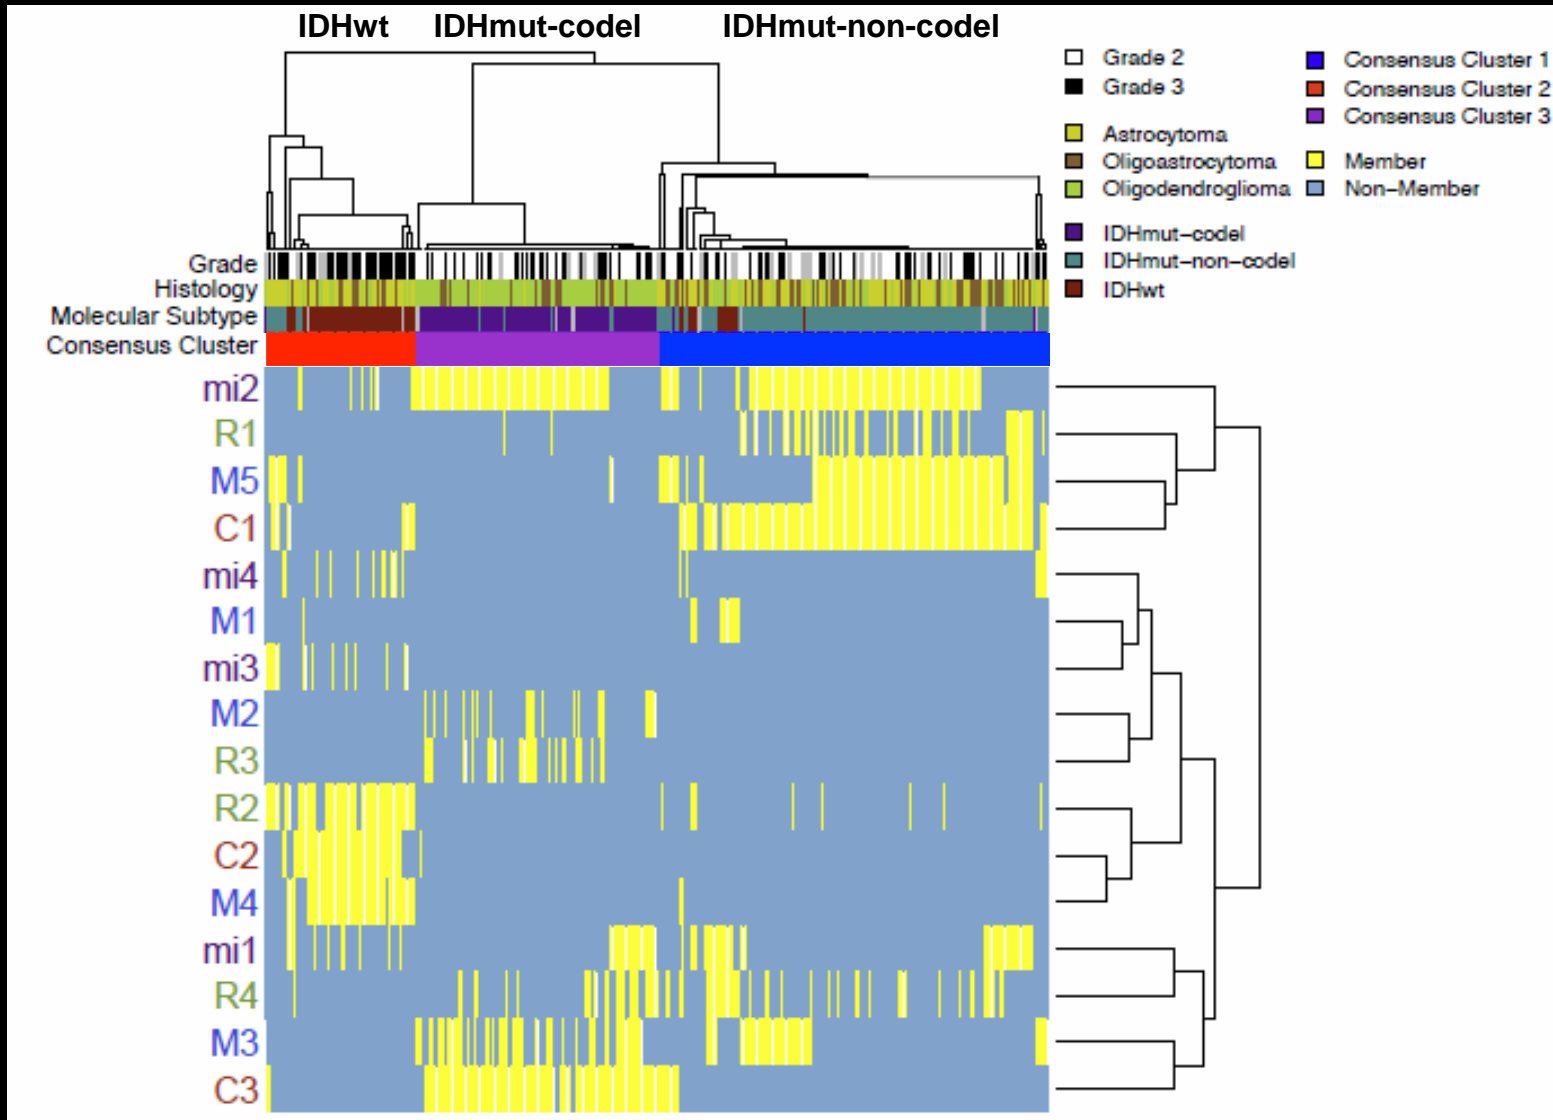 IDHwt IDHmut-codel IDHmut-non-codel
Grade 2
Grade 3
Astrocytoma
Oligoastrocytoma
Oligodendroglioma
IDHmut-codel
IDHmut-non-codel
IDHwt
Consensus Cluster 1
Consensus Cluster 2
Consensus Cluster 3
Member
Non-Member
Grade
Histology
Molecular Subtype
Consensus Cluster
mi2
R1
M5
C1
mi4
M1
mi3
M2
R3
R2
C2
M4
mi1
R4
M3
C3